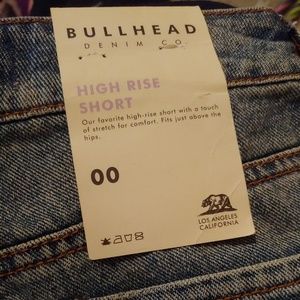 BULLHEAD
DENIM CO.
HIGH RISE
SHORT
Our favorite high-rise short with a touch
of stretch for comfort. Fits just above the
hips.
00
LOS ANGELES
CALIFORNIA